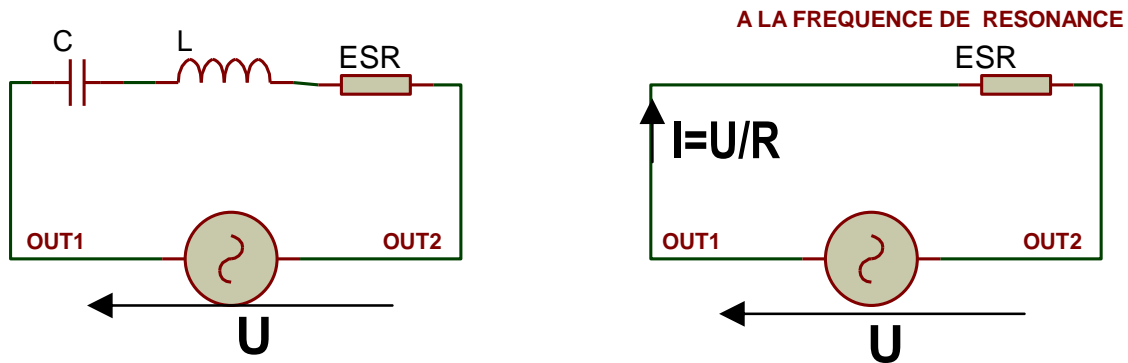 A LA FREQUENCE DE RESONANCE
C
L
ESR
ESR
I=U/R
OUT1
OUT2
OUT1
OUT2
U
U